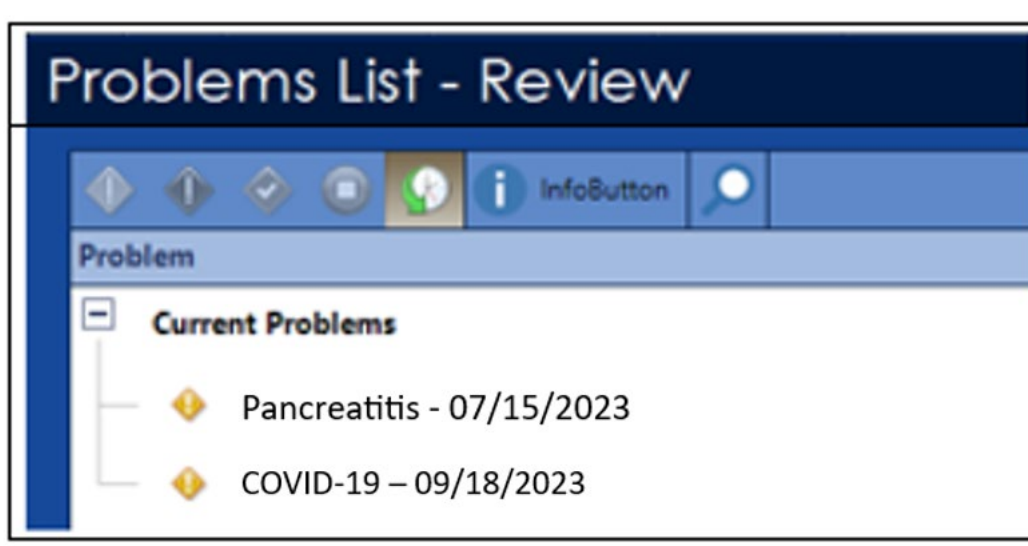 Problems List - Review
InfoButton
Problem
Current Problems
Pancreatitis - 07/15/2023
COVID-19 – 09/18/2023